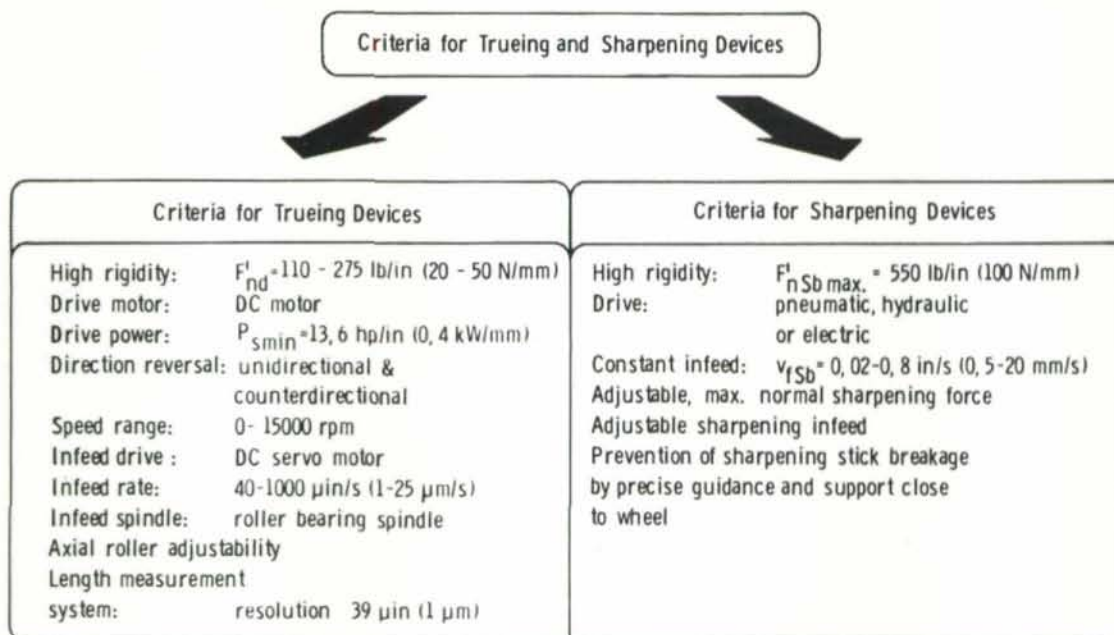 Criteria for Trueing and Sharpening Devices
Criteria for Trueing Devices
High rigidity: F'nd=110 - 275 lb/in (20 - 50 N/mm)
Drive motor: DC motor
Drive power: Psmin=13,6 hp/in (0,4 kW/mm)
Direction reversal: unidirectional &
counterdirectional
Speed range: 0- 15000 rpm
Infeed drive : DC servo motor
Infeed rate: 40-1000 µin/s (1-25 µm/s)
Infeed spindle: roller bearing spindle
Axial roller adjustability
Length measurement
system: resolution 39 µin (1 µm)
Criteria for Sharpening Devices
High rigidity: F'nSb max. = 550 lb/in (100 N/mm)
Drive: pneumatic, hydraulic
or electric
Constant infeed: vfSb= 0,02-0,8 in/s (0,5-20 mm/s)
Adjustable, max. normal sharpening force
Adjustable sharpening infeed
Prevention of sharpening stick breakage
by precise guidance and support close
to wheel